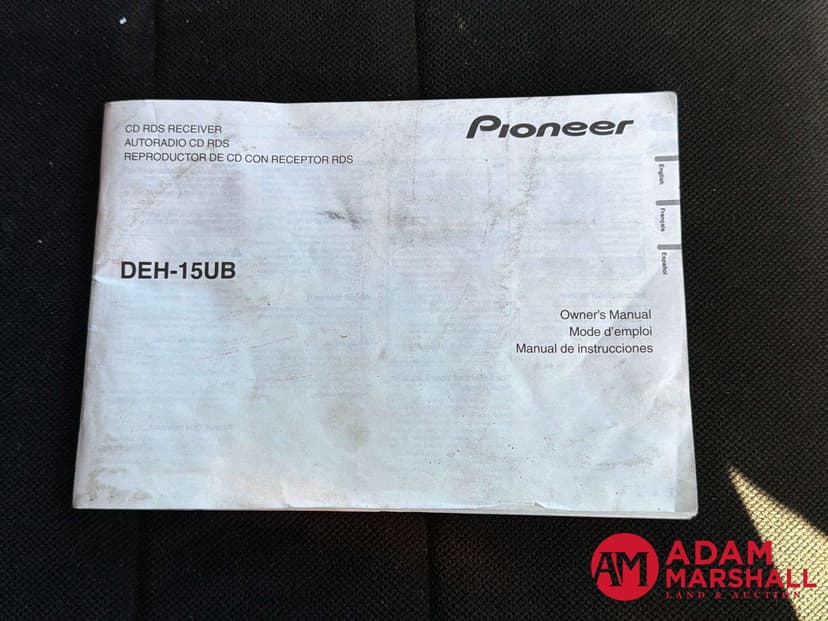 CD RDS RECEIVER
AUTORADIO CD RDS
REPRODUCTOR DE CD CON RECEPTOR RDS
Pioneer
English
Français
Español
DEH-15UB
Owner's Manual
Mode d'emploi
Manual de instrucciones
AM ADAM
MARSHALL
LAND & AUCTION